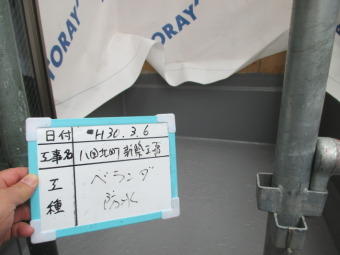 TORAY
TORAY
日付 H30.3.6
工事名 八田北町 新築工事
工種 ベランダ
防水